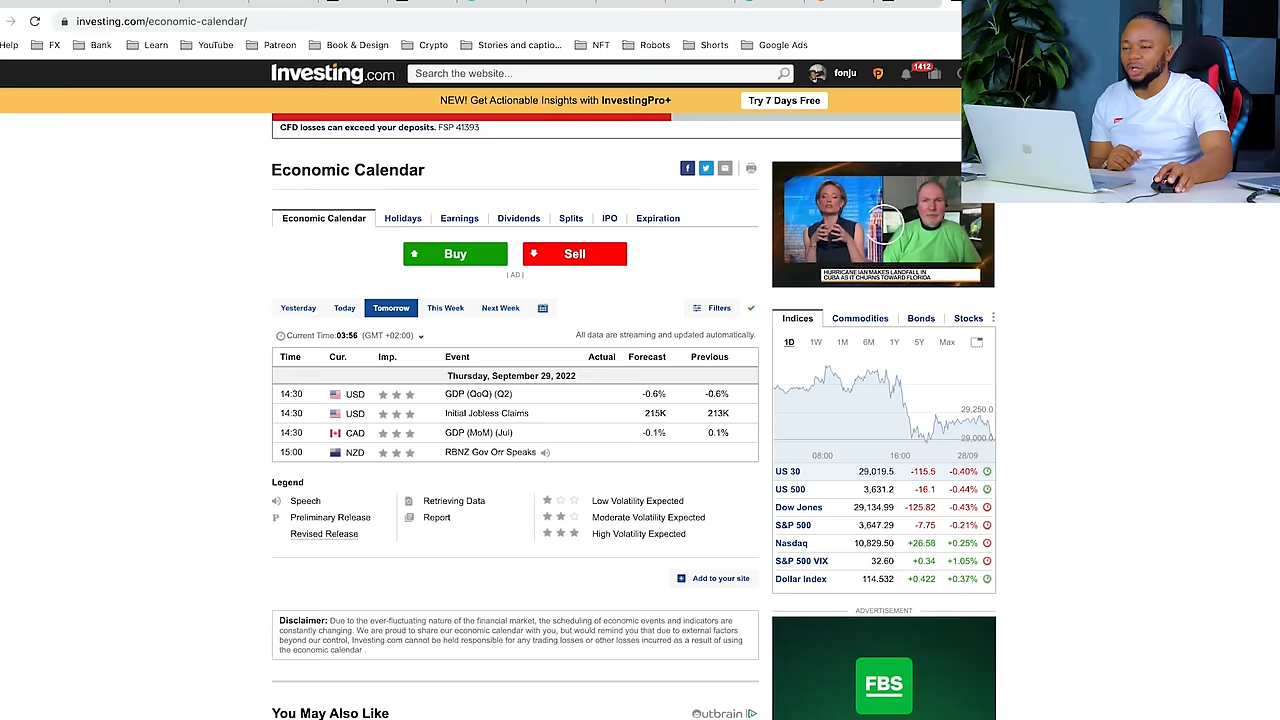 investing.com/economic-calendar/
Help FX Bank Learn YouTube Patreon Book & Design Crypto Stories and captio... NFT Robots Shorts Google Ads
Investing.com Search the website... fonju 1412
NEW! Get Actionable Insights with InvestingPro+ Try 7 Days Free
CFD losses can exceed your deposits. FSP 41393
Economic Calendar
Economic Calendar Holidays Earnings Dividends Splits IPO Expiration
Buy Sell
[ AD ]
Yesterday Today Tomorrow This Week Next Week Filters
Current Time:03:56 (GMT +02:00) All data are streaming and updated automatically.
Time Cur. Imp. Event Actual Forecast Previous
Thursday, September 29, 2022
14:30 USD GDP (QoQ) (Q2) -0.6% -0.6%
14:30 USD Initial Jobless Claims 215K 213K
14:30 CAD GDP (MoM) (Jul) -0.1% 0.1%
15:00 NZD RBNZ Gov Orr Speaks
Legend
Speech Retrieving Data Low Volatility Expected
P Preliminary Release Report Moderate Volatility Expected
Revised Release High Volatility Expected
Add to your site
Disclaimer: Due to the ever-fluctuating nature of the financial market, the scheduling of economic events and indicators are
constantly changing. We are proud to share our economic calendar with you, but would remind you that due to external factors
beyond our control, Investing.com cannot be held responsible for any trading losses or other losses incurred as a result of using
the economic calendar .
You May Also Like Outbrain
HURRICANE IAN MAKES LANDFALL IN
CUBA AS IT CHURNS TOWARD FLORIDA
Indices Commodities Bonds Stocks
1D 1W 1M 6M 1Y 5Y Max
29,250.0
29,000.0
08:00 16:00 28/09
US 30 29,019.5 -115.5 -0.40%
US 500 3,631.2 -16.1 -0.44%
Dow Jones 29,134.99 -125.82 -0.43%
S&P 500 3,647.29 -7.75 -0.21%
Nasdaq 10,829.50 +26.58 +0.25%
S&P 500 VIX 32.60 +0.34 +1.05%
Dollar Index 114.532 +0.422 +0.37%
ADVERTISEMENT
FBS